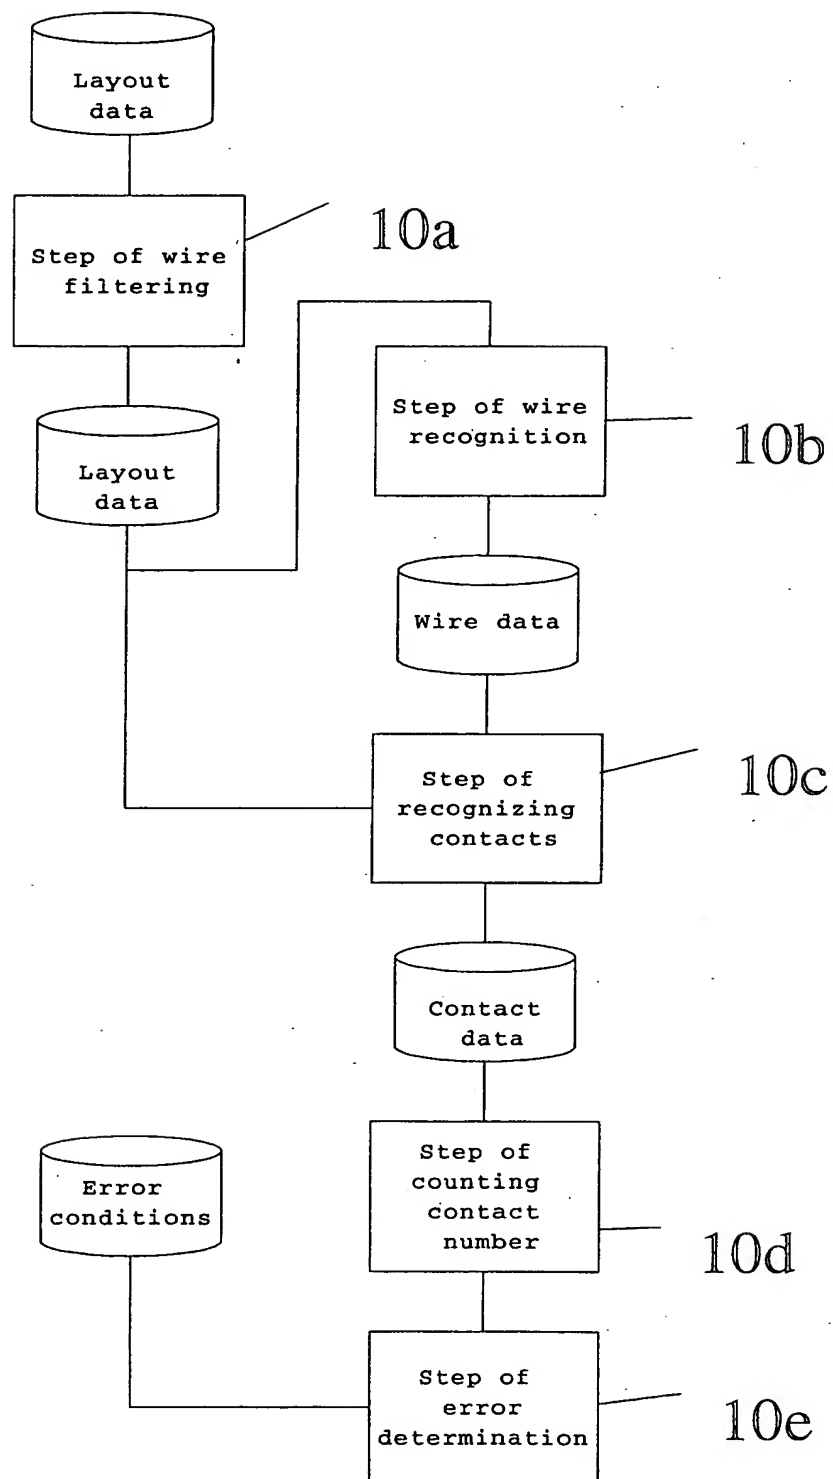 Layout
data
Step of wire
filtering
10a
Layout
data
Step of wire
recognition
10b
Wire data
Step of
recognizing
contacts
10c
Contact
data
Step of
counting
contact
number
10d
Error
conditions
Step of
error
determination
10e